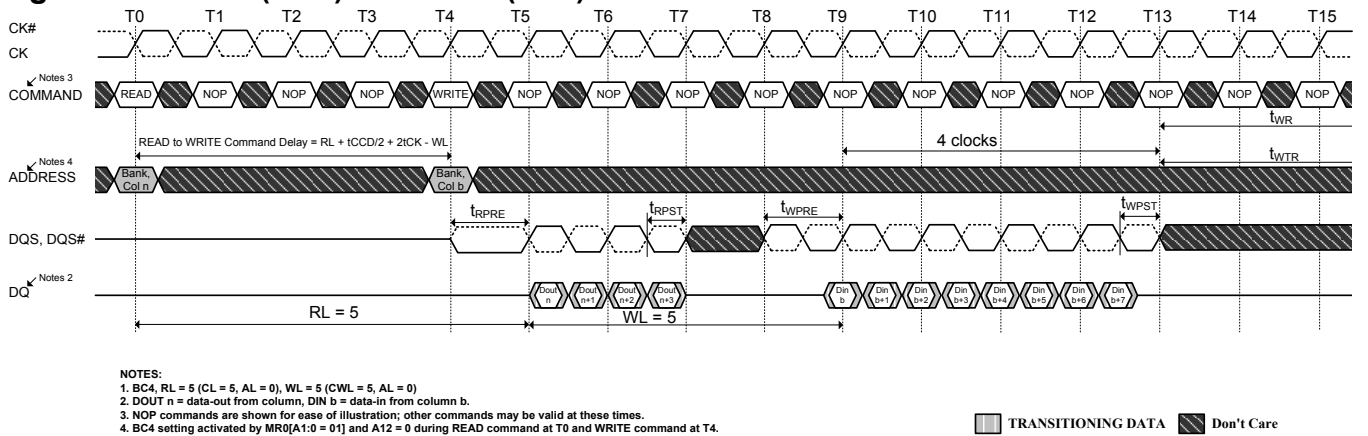 T0 T1 T2 T3 T4 T5 T6 T7 T8 T9 T10 T11 T12 T13 T14 T15
CK#
CK
Notes 3
COMMAND READ NOP NOP NOP WRITE NOP NOP NOP NOP NOP NOP NOP NOP NOP NOP NOP
tWR
READ to WRITE Command Delay = RL + tCCD/2 + 2tCK - WL
4 clocks
tWTR
Notes 4
ADDRESS Bank, Col n Bank, Col b
tRPRE tRPST tWPRE tWPST
DQS, DQS#
Notes 2
DQ Dout n Dout n+1 Dout n+2 Dout n+3 Din b Din b+1 Din b+2 Din b+3 Din b+4 Din b+5 Din b+6 Din b+7
RL = 5 WL = 5
NOTES:
1. BC4, RL = 5 (CL = 5, AL = 0), WL = 5 (CWL = 5, AL = 0)
2. DOUT n = data-out from column, DIN b = data-in from column b.
3. NOP commands are shown for ease of illustration; other commands may be valid at these times.
4. BC4 setting activated by MR0[A1:0 = 01] and A12 = 0 during READ command at T0 and WRITE command at T4.
TRANSITIONING DATA Don't Care